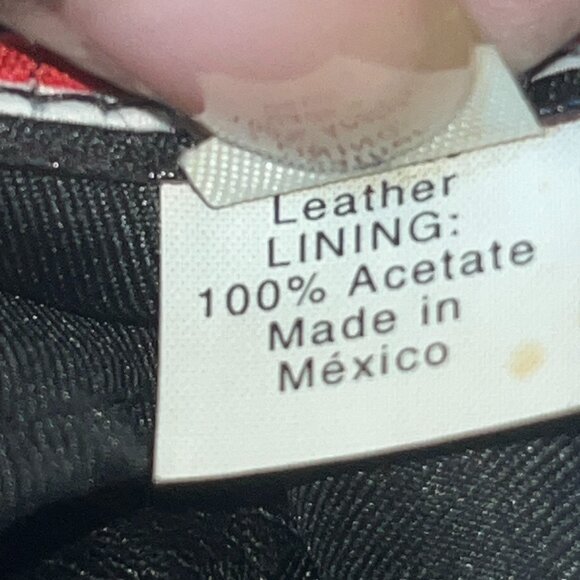 Leather
LINING:
100% Acetate
Made in
México